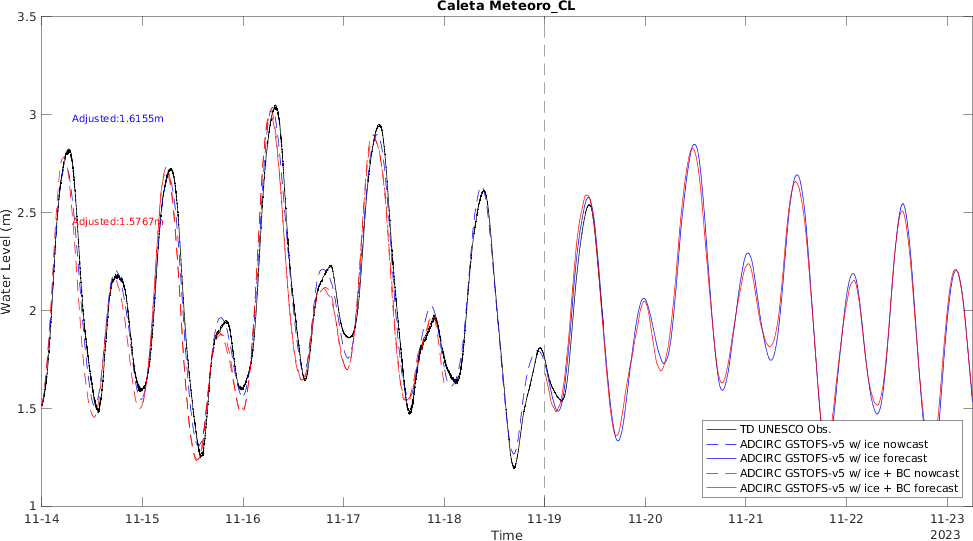 Caleta Meteoro_CL
3.5
3
2.5
2
1.5
1
Water Level (m)
Adjusted:1.6155m
Adjusted:1.5767m
TD UNESCO Obs.
ADCIRC GSTOFS-v5 w/ ice nowcast
ADCIRC GSTOFS-v5 w/ ice forecast
ADCIRC GSTOFS-v5 w/ ice + BC nowcast
ADCIRC GSTOFS-v5 w/ ice + BC forecast
11-14 11-15 11-16 11-17 11-18 11-19 11-20 11-21 11-22 11-23
2023
Time